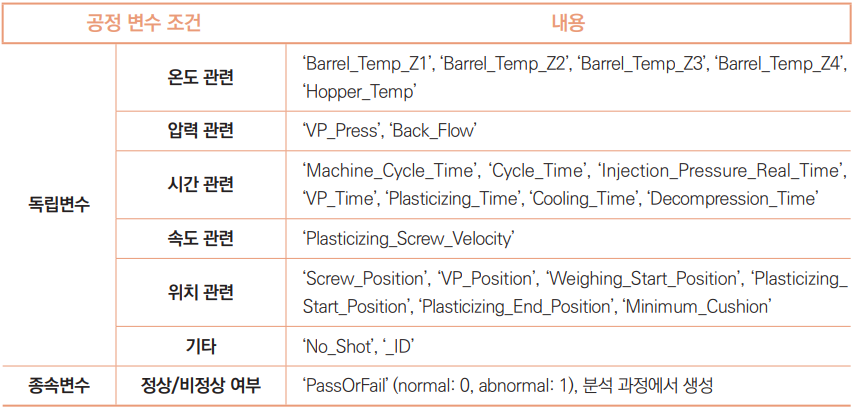 공정 변수 조건 내용
온도 관련 ‘Barrel_Temp_Z1’, ‘Barrel_Temp_Z2’, ‘Barrel_Temp_Z3’, ‘Barrel_Temp_Z4’,
‘Hopper_Temp’
압력 관련 ‘VP_Press’, ‘Back_Flow’
독립변수
시간 관련 ‘Machine_Cycle_Time’, ‘Cycle_Time’, ‘Injection_Pressure_Real_Time’,
‘VP_Time’, ‘Plasticizing_Time’, ‘Cooling_Time’, ‘Decompression_Time’
속도 관련 ‘Plasticizing_Screw_Velocity’
위치 관련 ‘Screw_Position’, ‘VP_Position’, ‘Weighing_Start_Position’, ‘Plasticizing_
Start_Position’, ‘Plasticizing_End_Position’, ‘Minimum_Cushion’
기타 ‘No_Shot’, ‘_ID’
종속변수 정상/비정상 여부 ‘PassOrFail’ (normal: 0, abnormal: 1), 분석 과정에서 생성